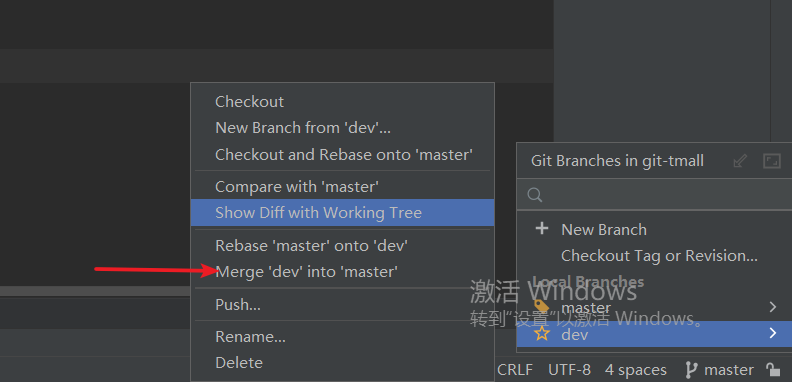 Checkout
New Branch from 'dev'...
Checkout and Rebase onto 'master'
Compare with 'master'
Show Diff with Working Tree
Rebase 'master' onto 'dev'
Merge 'dev' into 'master'
Push...
Rename...
Delete
Git Branches in git-tmall
New Branch
Checkout Tag or Revision...
Local Branches
激活 Windows
master
转到“设置”以激活 Windows。
dev
CRLF UTF-8 4 spaces master